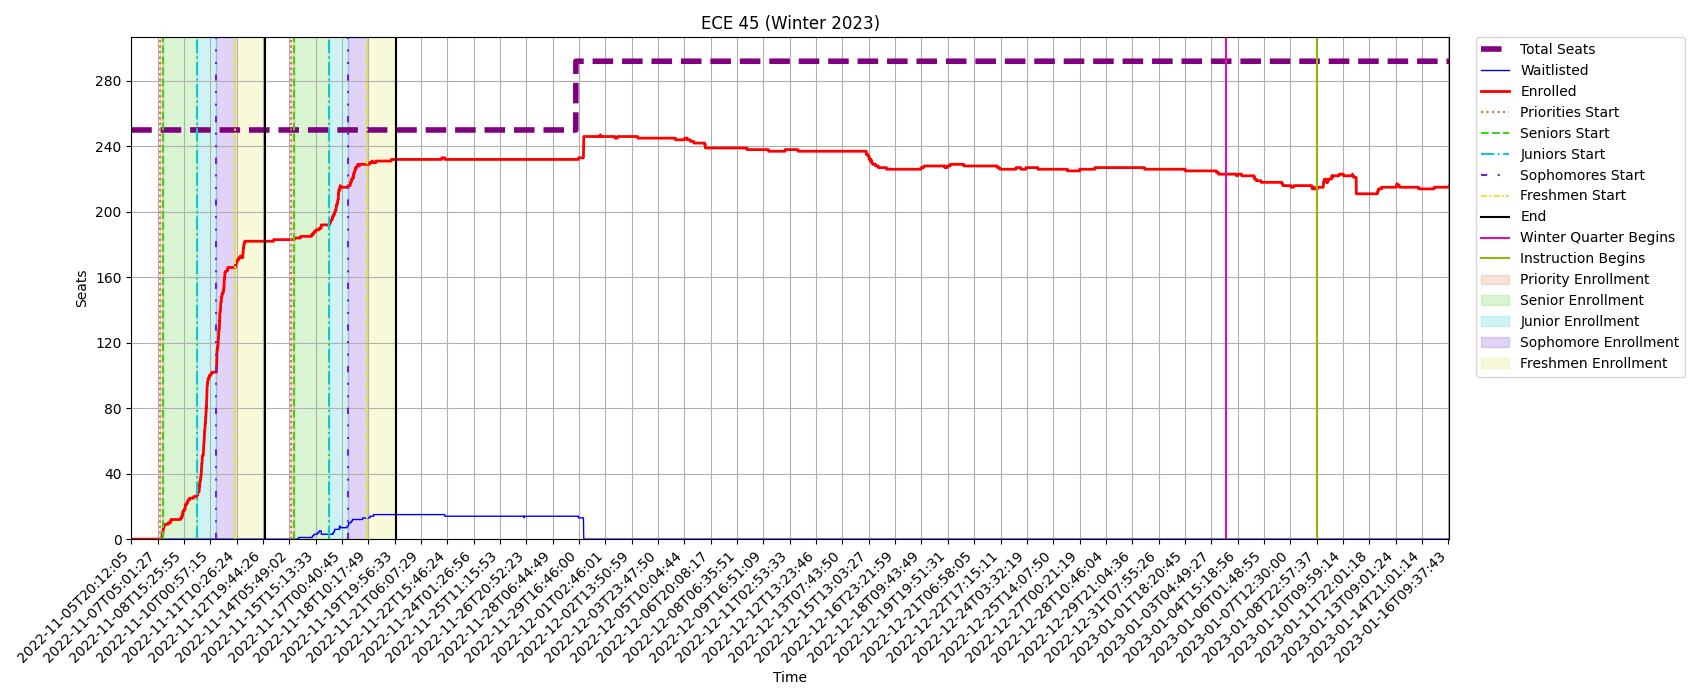 ECE 45 (Winter 2023)
Seats
280
240
200
160
120
80
40
0
2022-11-05T20:12:05
2022-11-07T05:01:27
2022-11-08T15:25:55
2022-11-10T00:57:15
2022-11-11T10:26:24
2022-11-12T19:44:26
2022-11-14T05:49:02
2022-11-15T15:13:33
2022-11-17T00:40:45
2022-11-18T10:17:49
2022-11-19T19:56:33
2022-11-21T06:07:29
2022-11-22T15:46:24
2022-11-24T01:26:56
2022-11-25T11:15:53
2022-11-26T20:52:23
2022-11-28T06:44:49
2022-11-29T16:46:00
2022-12-01T02:46:01
2022-12-02T13:50:59
2022-12-03T23:47:50
2022-12-05T10:04:44
2022-12-06T20:08:17
2022-12-08T06:35:51
2022-12-09T16:51:09
2022-12-11T02:53:33
2022-12-12T13:23:46
2022-12-13T07:43:50
2022-12-15T13:03:27
2022-12-16T23:21:59
2022-12-18T09:43:49
2022-12-19T19:51:31
2022-12-21T06:58:05
2022-12-22T17:15:11
2022-12-24T03:32:19
2022-12-25T14:07:50
2022-12-27T00:21:19
2022-12-28T10:46:04
2022-12-29T21:04:36
2022-12-31T07:55:26
2023-01-01T18:20:45
2023-01-03T04:49:27
2023-01-04T15:18:56
2023-01-06T01:48:55
2023-01-07T12:30:00
2023-01-08T22:57:37
2023-01-10T09:59:14
2023-01-11T22:01:18
2023-01-13T09:01:24
2023-01-14T21:01:14
2023-01-16T09:37:43
Time
Total Seats
Waitlisted
Enrolled
Priorities Start
Seniors Start
Juniors Start
Sophomores Start
Freshmen Start
End
Winter Quarter Begins
Instruction Begins
Priority Enrollment
Senior Enrollment
Junior Enrollment
Sophomore Enrollment
Freshmen Enrollment